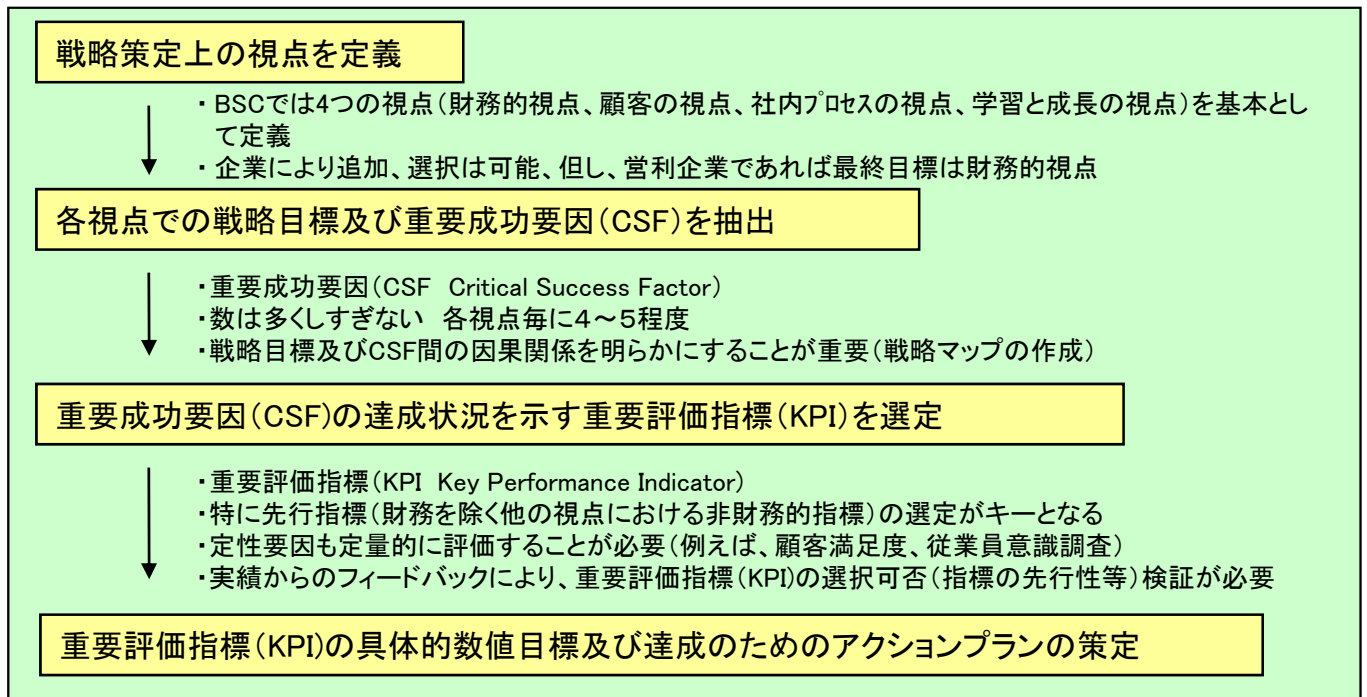 戦略策定上の視点を定義
・BSCでは4つの視点(財務的視点、顧客の視点、社内ﾌﾟﾛｾｽの視点、学習と成長の視点)を基本とし
て定義
・企業により追加、選択は可能、但し、営利企業であれば最終目標は財務的視点
各視点での戦略目標及び重要成功要因(CSF)を抽出
・重要成功要因(CSF　Critical Success Factor)
・数は多くしすぎない　各視点毎に4～5程度
・戦略目標及びCSF間の因果関係を明らかにすることが重要(戦略マップの作成)
重要成功要因(CSF)の達成状況を示す重要評価指標(KPI)を選定
・重要評価指標(KPI　Key Performance Indicator)
・特に先行指標(財務を除く他の視点における非財務的指標)の選定がキーとなる
・定性要因も定量的に評価することが必要(例えば、顧客満足度、従業員意識調査)
・実績からのフィードバックにより、重要評価指標(KPI)の選択可否(指標の先行性等)検証が必要
重要評価指標(KPI)の具体的数値目標及び達成のためのアクションプランの策定